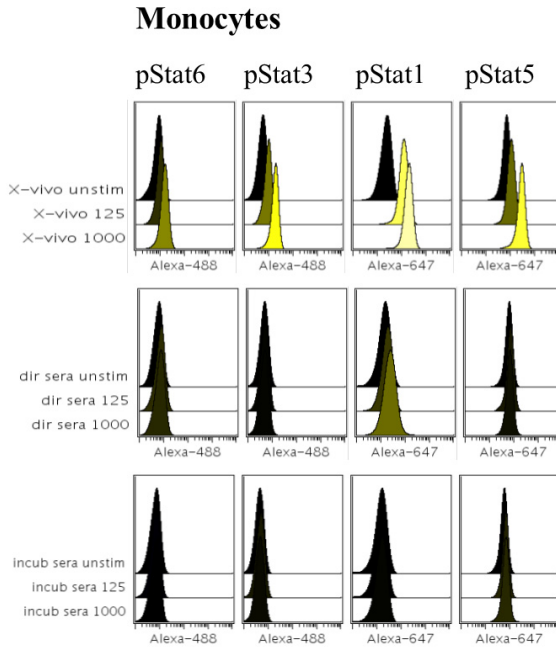 Monocytes
pStat6 pStat3 pStat1 pStat5
X-vivo unstim
X-vivo 125
X-vivo 1000
Alexa-488 Alexa-488 Alexa-647 Alexa-647
dir sera unstim
dir sera 125
dir sera 1000
Alexa-488 Alexa-488 Alexa-647 Alexa-647
incub sera unstim
incub sera 125
incub sera 1000
Alexa-488 Alexa-488 Alexa-647 Alexa-647